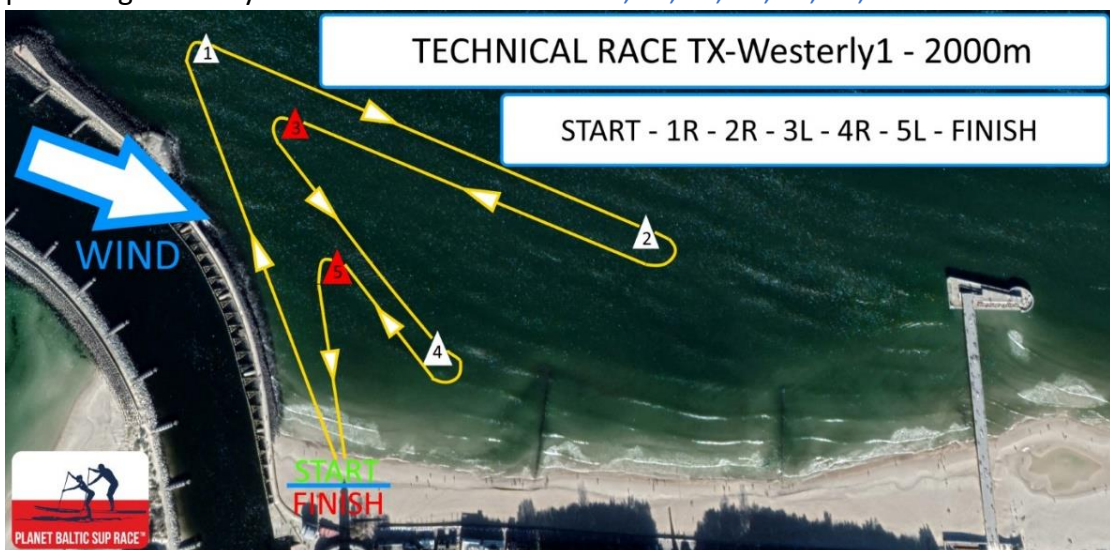 TECHNICAL RACE TX-Westerly1 - 2000m
START - 1R - 2R - 3L - 4R - 5L - FINISH
1
3
2
WIND
5
4
START
FINISH
PLANET BALTIC SUP RACE™